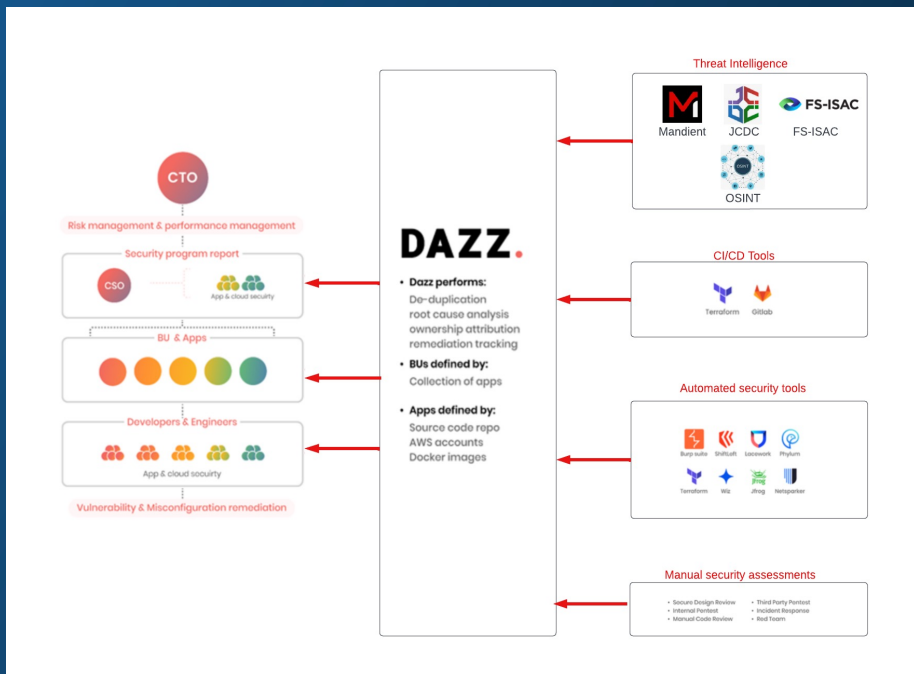 CTO
Risk management & performance management
Security program report
CSO
App & cloud secuirty
BU & Apps
Developers & Engineers
App & cloud secuirty
Vulnerability & Misconfiguration remediation
DAZZ.
• Dazz performs:
De-duplication
root cause analysis
ownership attribution
remediation tracking
• BUs defined by:
Collection of apps
• Apps defined by:
Source code repo
AWS accounts
Docker images
Threat Intelligence
FS-ISAC
Mandient
JCDC
FS-ISAC
OSINT
OSINT
CI/CD Tools
Terraform
Gitlab
Automated security tools
Burp suite
ShiftLeft
Lacework
Phylum
Terraform
Wiz
JFrog
Jfrog
Netsparker
Manual security assessments
• Secure Design Review
• Internal Pentest
• Manual Code Review
• Third Party Pentest
• Incident Response
• Red Team